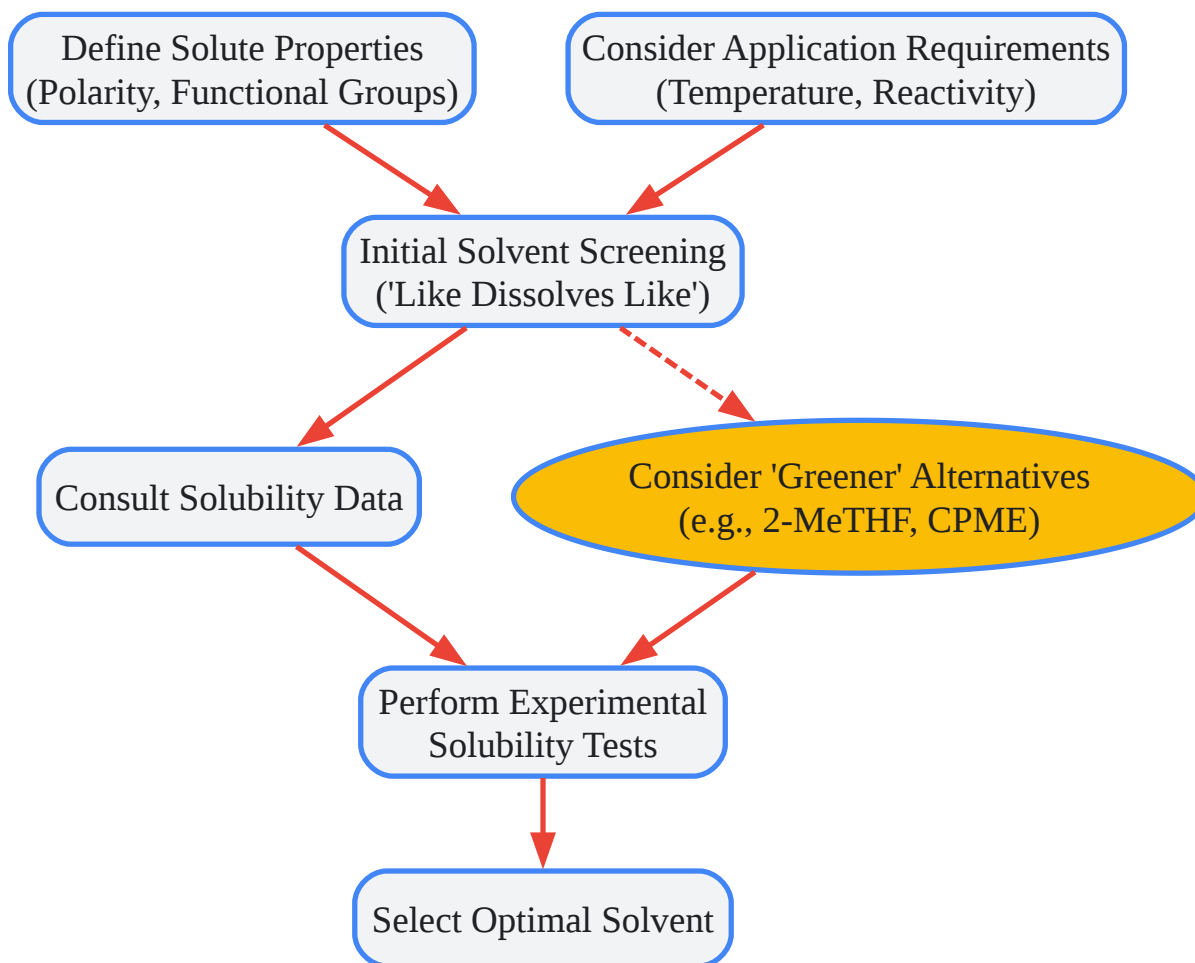 Define Solute Properties
(Polarity, Functional Groups)
Consider Application Requirements
(Temperature, Reactivity)
Initial Solvent Screening
('Like Dissolves Like')
Consult Solubility Data
Consider 'Greener' Alternatives
(e.g., 2-MeTHF, CPME)
Perform Experimental
Solubility Tests
Select Optimal Solvent